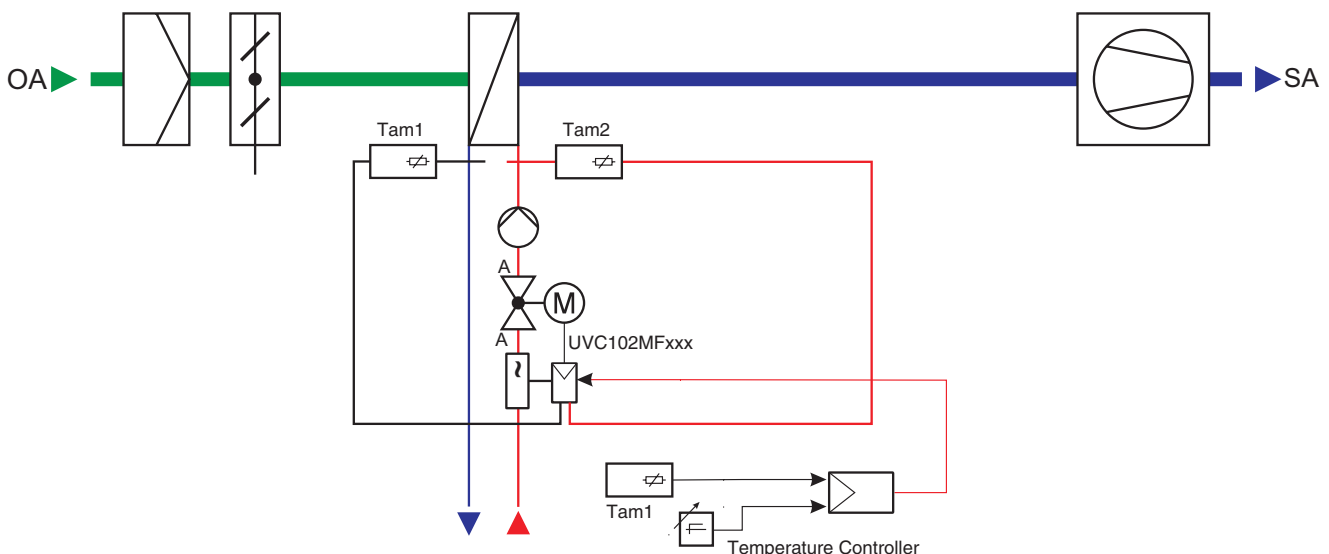 OA
SA
Tam1
Tam2
A
M
A
UVC102MFxxx
~
Tam1
Temperature Controller